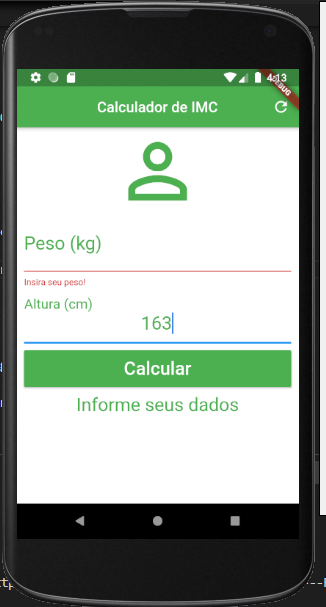 4:13
DEBUG
Calculador de IMC
Peso (kg)
Insira seu peso!
Altura (cm)
163
Calcular
Informe seus dados